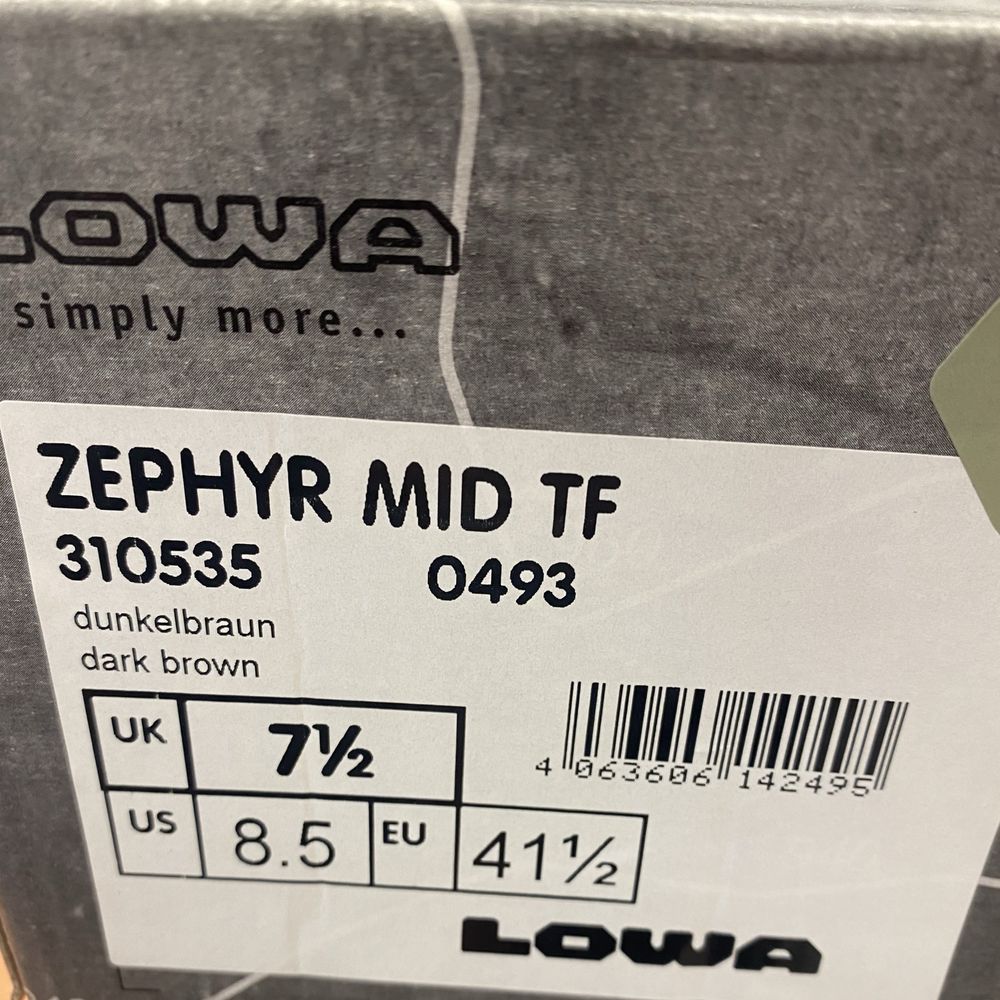 LOWA
simply more...
ZEPHYR MID TF
310535 0493
dunkelbraun
dark brown
UK 7½
4 063606 142495
US 8.5 EU 41½
LOWA